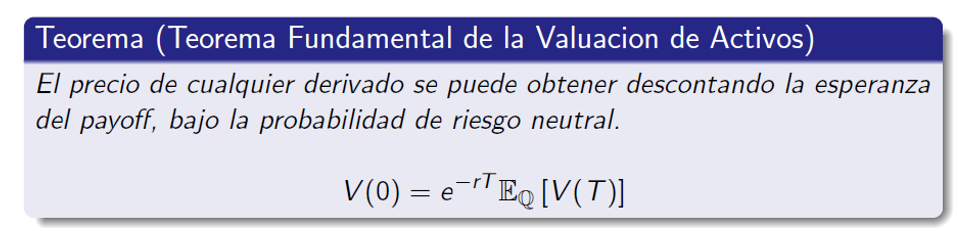 Teorema (Teorema Fundamental de la Valuacion de Activos)
El precio de cualquier derivado se puede obtener descontando la esperanza
del payoff, bajo la probabilidad de riesgo neutral.
V(0) = e^{-rT} 𝔼_ℚ [V(T)]